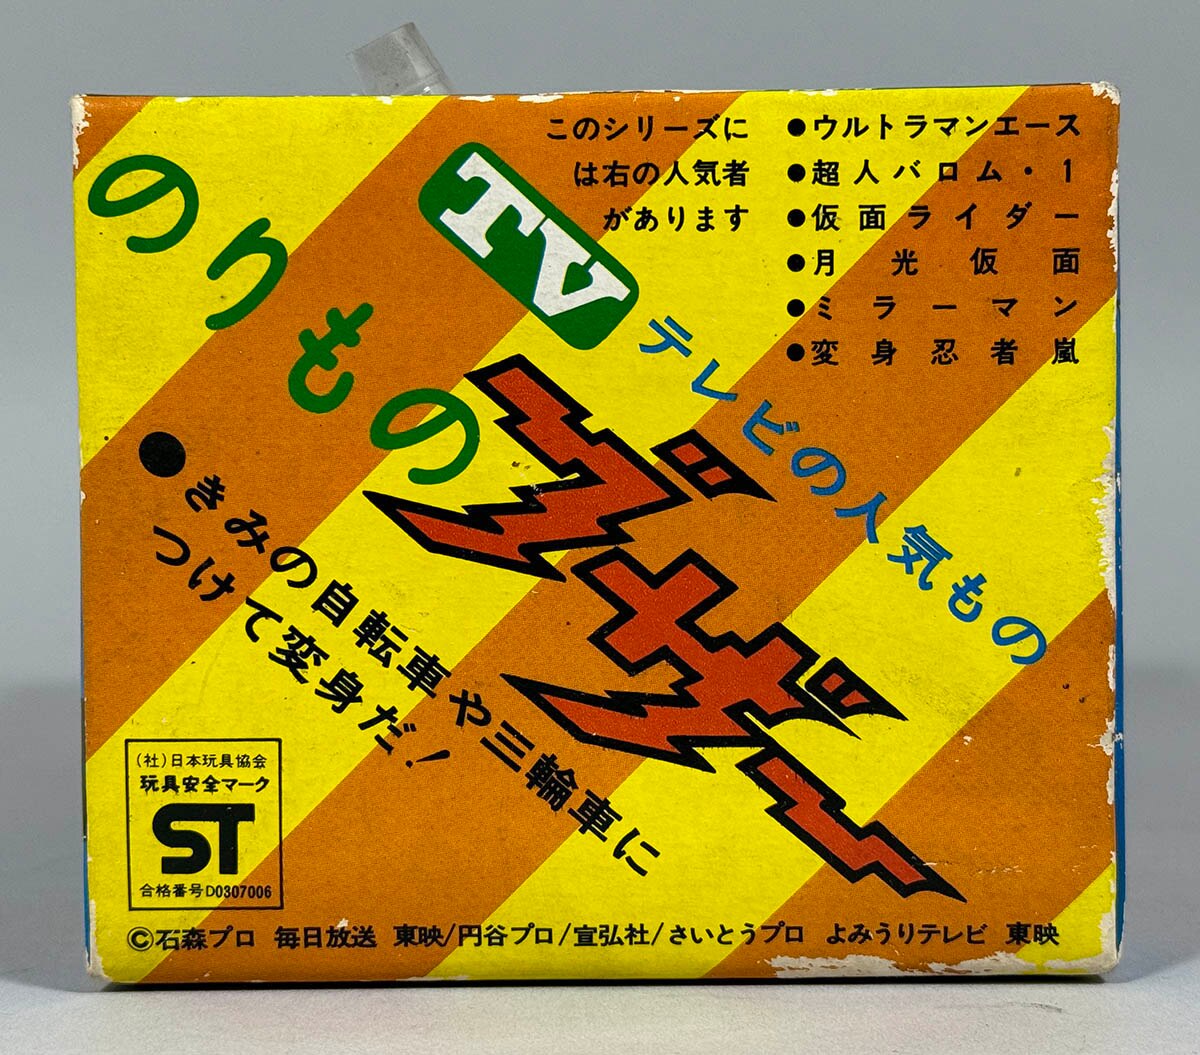 このシリーズに
は右の人気者
があります
●ウルトラマンエース
●超人バロム・1
●仮面ライダー
●月光仮面
●ミラーマン
●変身忍者嵐
TV
テレビの人気もの
のりもの
ブザー
●きみの自転車や三輪車に
つけて変身だ!
(社)日本玩具協会
玩具安全マーク
ST
合格番号D0307006
©石森プロ 毎日放送 東映/円谷プロ/宣弘社/さいとうプロ よみうりテレビ 東映